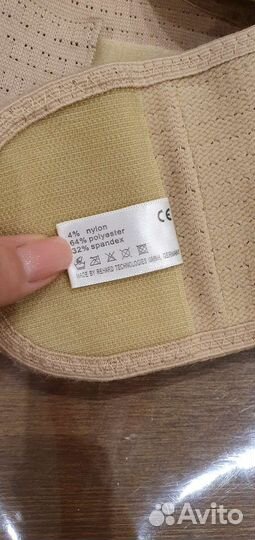 4% nylon
64% polyester
32% spandex
CE
MADE BY REHARD TECHNOLOGIES GMBH, GERMANY
Avito